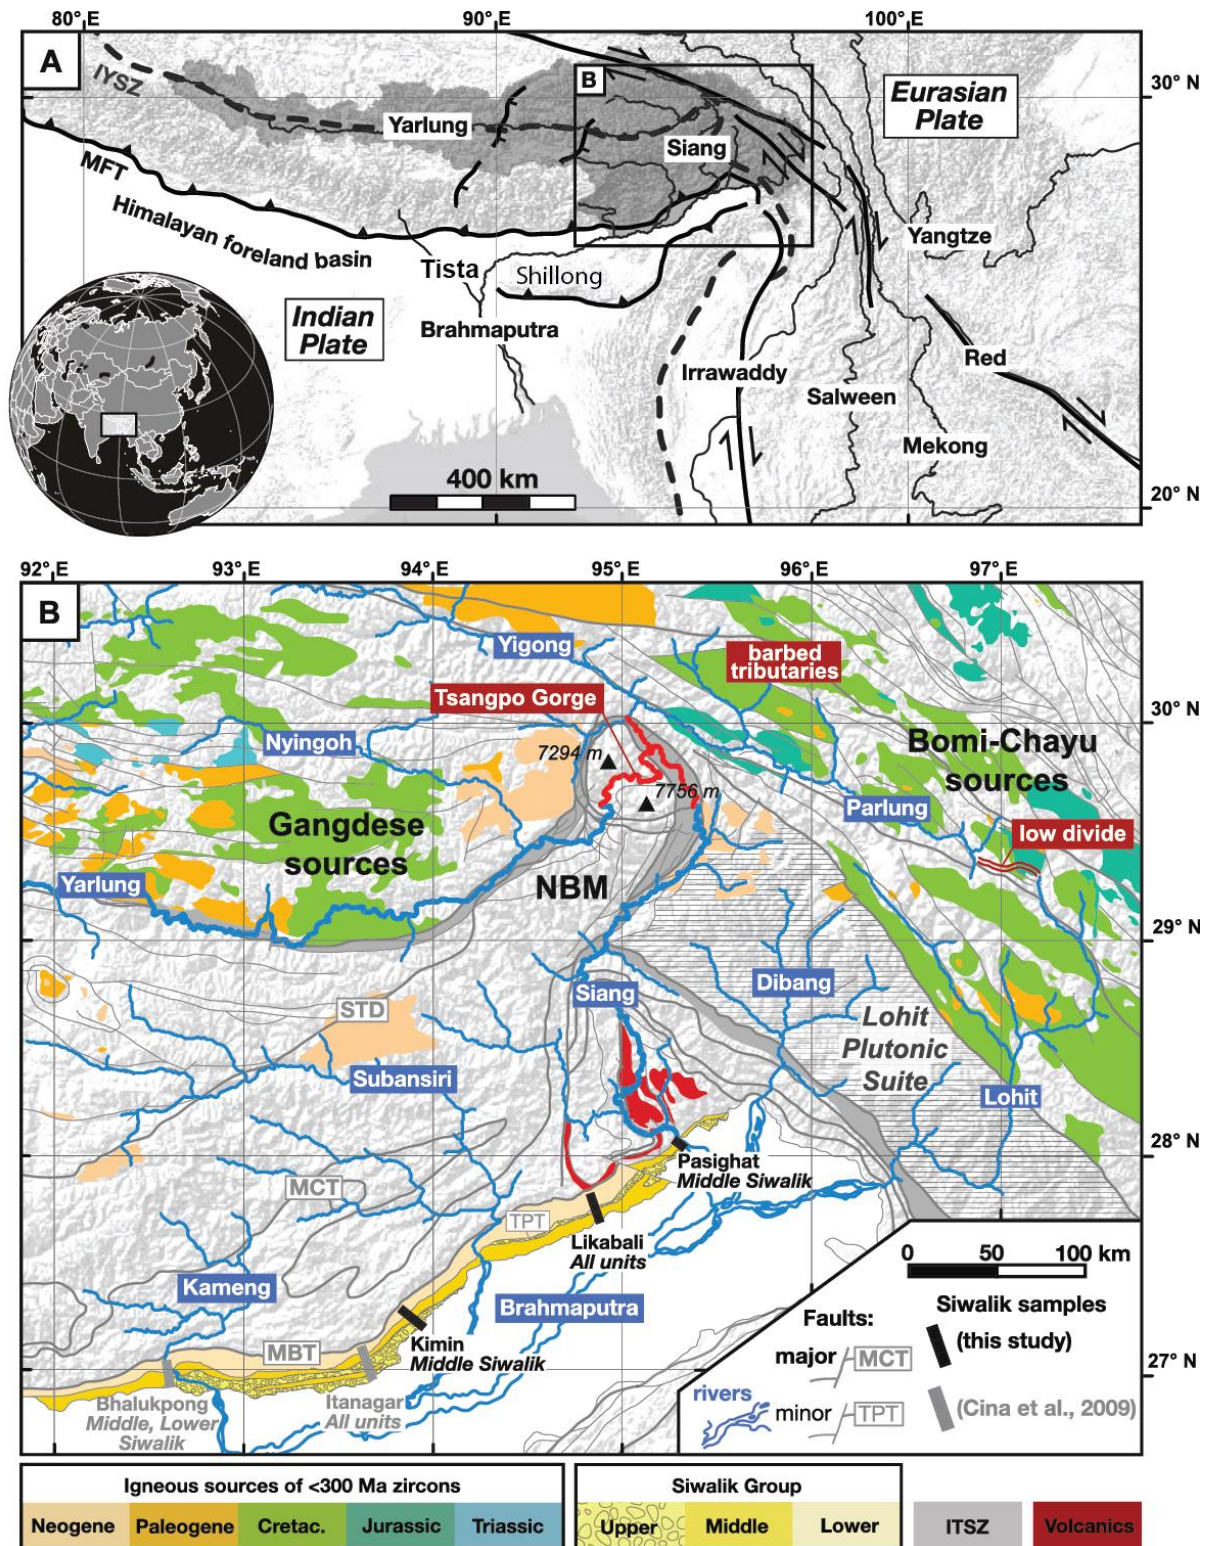 80°E
90°E
100°E
A
IYSZ
B
30° N
Eurasian
Plate
Yarlung
Siang
MFT
Himalayan foreland basin
Yangtze
Tista
Shillong
Indian
Plate
Brahmaputra
Red
Irrawaddy
Salween
Mekong
400 km
20° N
92°E
93°E
94°E
95°E
96°E
97°E
B
Yigong
barbed
tributaries
Tsangpo Gorge
30° N
Nyingoh
7294 m
Bomi-Chayu
sources
7756 m
Parlung
Gangdese
sources
low divide
Yarlung
NBM
29° N
Siang
Dibang
STD
Lohit
Plutonic
Suite
Subansiri
Lohit
28° N
Pasighat
Middle Siwalik
MCT
TPT
Likabali
All units
Kameng
Brahmaputra
0 50 100 km
Faults:
Siwalik samples
(this study)
Kimin
Middle Siwalik
MBT
major
MCT
27° N
rivers
minor
TPT
(Cina et al., 2009)
Bhalukpong
Middle, Lower
Siwalik
Itanagar
All units
Igneous sources of <300 Ma zircons
Siwalik Group
Neogene Paleogene Cretac. Jurassic Triassic
Upper Middle Lower
ITSZ
Volcanics